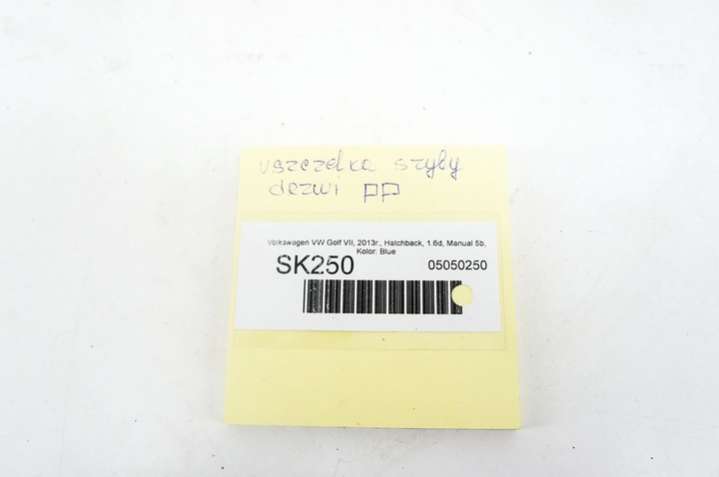 uszczelka szyby
drzwi PP
Volkswagen VW Golf VII, 2013r., Hatchback, 1.6d, Manual 5b,
Kolor: Blue
SK250
05050250